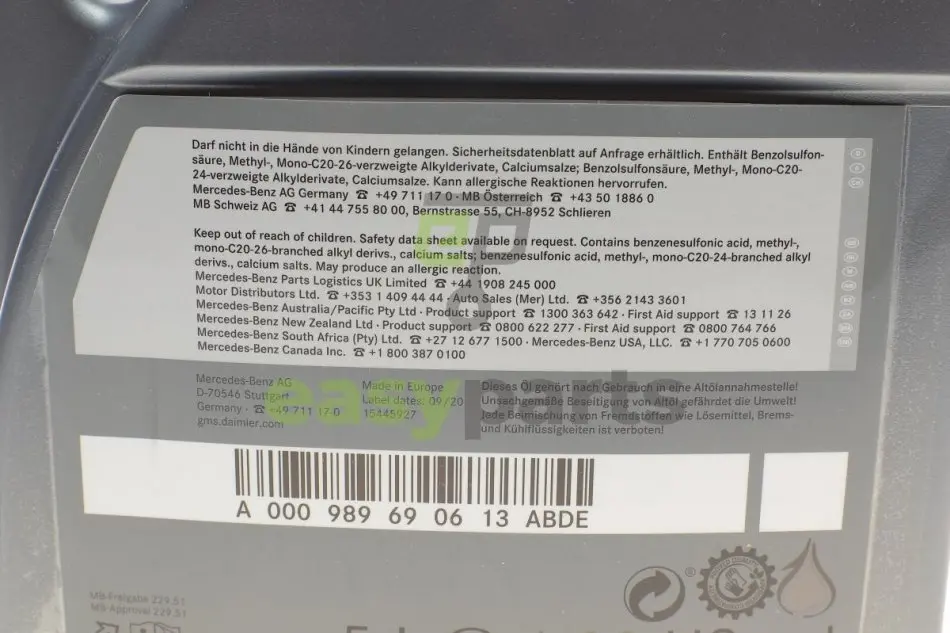 Darf nicht in die Hände von Kindern gelangen. Sicherheitsdatenblatt auf Anfrage erhältlich. Enthält Benzolsulfon-
säure, Methyl-, Mono-C20-26-verzweigte Alkylderivate, Calciumsalze; Benzolsulfonsäure, Methyl-, Mono-C20-
24-verzweigte Alkylderivate, Calciumsalze. Kann allergische Reaktionen hervorrufen.
Mercedes-Benz AG Germany ☎ +49 711 17 0 · MB Österreich ☎ +43 50 1886 0
MB Schweiz AG ☎ +41 44 755 80 00, Bernstrasse 55, CH-8952 Schlieren
Keep out of reach of children. Safety data sheet available on request. Contains benzenesulfonic acid, methyl-,
mono-C20-26-branched alkyl derivs., calcium salts; benzenesulfonic acid, methyl-, mono-C20-24-branched alkyl
derivs., calcium salts. May produce an allergic reaction.
Mercedes-Benz Parts Logistics UK Limited ☎ +44 1908 245 000
Motor Distributors Ltd. ☎ +353 1 409 44 44 · Auto Sales (Mer) Ltd. ☎ +356 2143 3601
Mercedes-Benz Australia/Pacific Pty Ltd · Product support ☎ 1300 363 642 · First Aid support ☎ 13 11 26
Mercedes-Benz New Zealand Ltd · Product support ☎ 0800 622 277 · First Aid support ☎ 0800 764 766
Mercedes-Benz South Africa (Pty) Ltd. ☎ +27 12 677 1500 · Mercedes-Benz USA, LLC. ☎ +1 770 705 0600
Mercedes-Benz Canada Inc. ☎ +1 800 387 0100
Mercedes-Benz AG
D-70546 Stuttgart
Germany · ☎ +49 711 17 0
gms.daimler.com
Made in Europe
Label dates: 09/20
15445927
Dieses Öl gehört nach Gebrauch in eine Altölannahmestelle!
Unsachgemäße Beseitigung von Altöl gefährdet die Umwelt!
Jede Beimischung von Fremdstoffen wie Lösemittel, Brems-
und Kühlflüssigkeiten ist verboten!
easyparts
A 000 989 69 06 13 ABDE
MB-Freigabe 229.51
MB-Approval 229.51